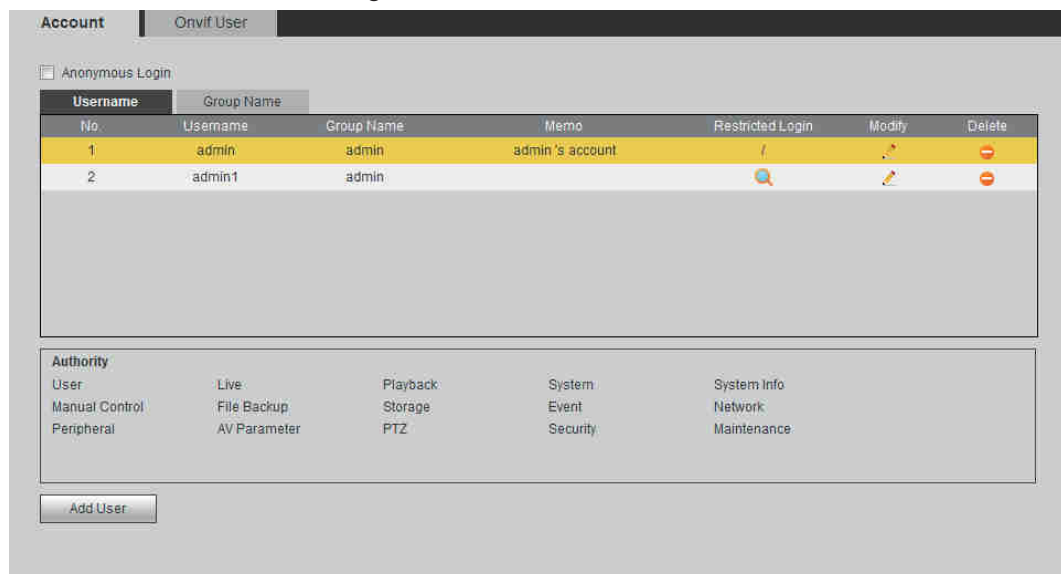 Account Onvif User
Anonymous Login
Username Group Name
No. Username Group Name Memo Restricted Login Modify Delete
1 admin admin admin 's account /
2 admin1 admin
Authority
User Live Playback System System Info
Manual Control File Backup Storage Event Network
Peripheral AV Parameter PTZ Security Maintenance
Add User